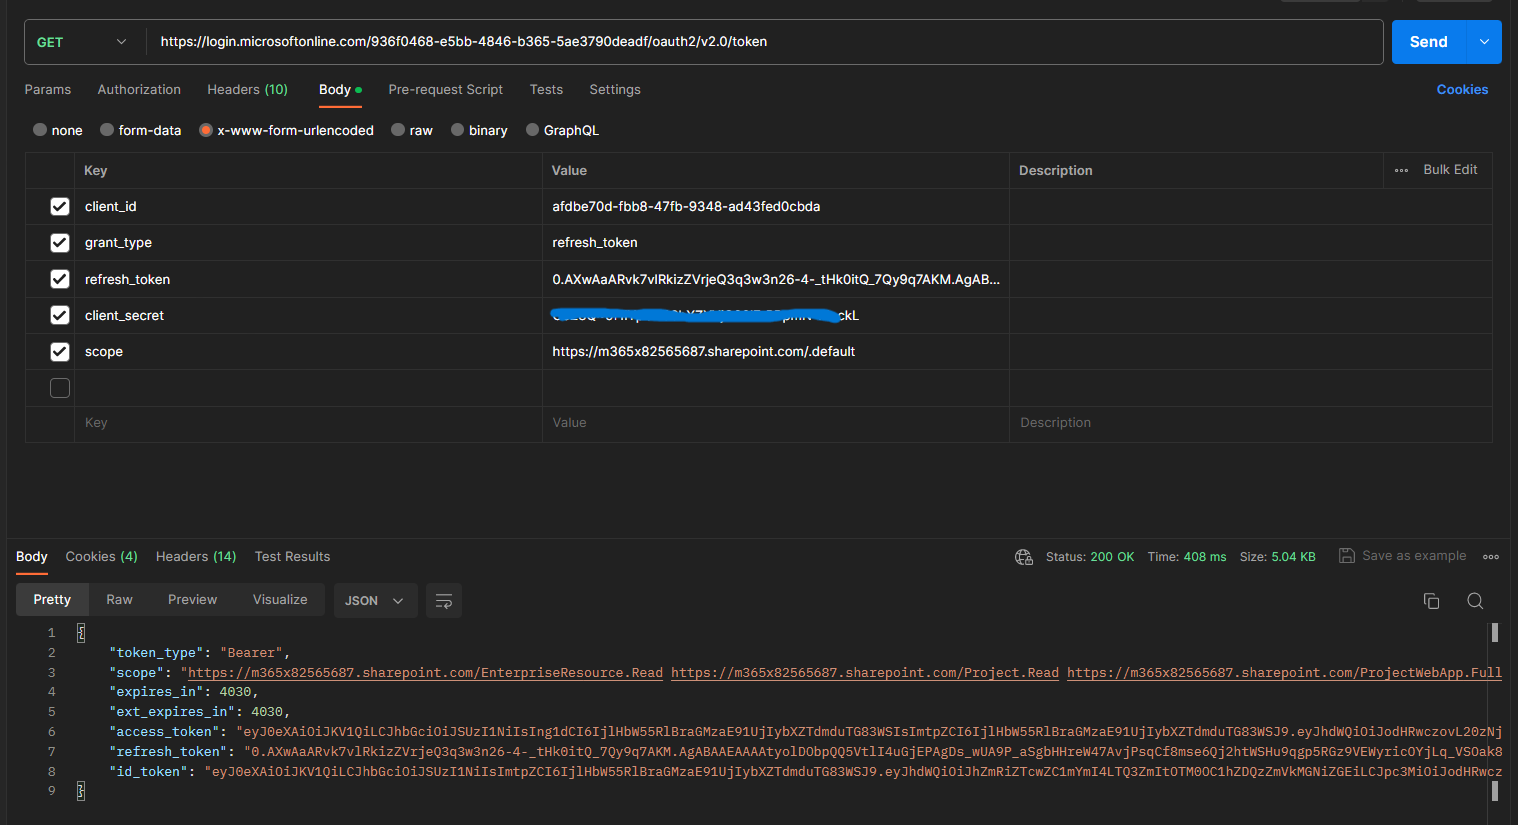 GET https://login.microsoftonline.com/936f0468-e5bb-4846-b365-5ae3790deadf/oauth2/v2.0/token Send
Params Authorization Headers (10) Body Pre-request Script Tests Settings Cookies
none form-data x-www-form-urlencoded raw binary GraphQL
Key Value Description Bulk Edit
client_id afdbe70d-fbb8-47fb-9348-ad43fed0cbda
grant_type refresh_token
refresh_token 0.AXwAaARvk7vlRkizZVrjeQ3q3w3n26-4-_tHk0itQ_7Qy9q7AKM.AgAB...
client_secret ckL
scope https://m365x82565687.sharepoint.com/.default
Key Value Description
Body Cookies (4) Headers (14) Test Results Status: 200 OK Time: 408 ms Size: 5.04 KB Save as example
Pretty Raw Preview Visualize JSON
1 {
2 "token_type": "Bearer",
3 "scope": "https://m365x82565687.sharepoint.com/EnterpriseResource.Read https://m365x82565687.sharepoint.com/Project.Read https://m365x82565687.sharepoint.com/ProjectWebApp.Full
4 "expires_in": 4030,
5 "ext_expires_in": 4030,
6 "access_token": "eyJ0eXAiOiJKV1QiLCJhbGciOiJSUzI1NiIsIng1dCI6IjlHbW55RlBraGMzaE91UjIybXZTdmduTG83WSIsImtpZCI6IjlHbW55RlBraGMzaE91UjIybXZTdmduTG83WSJ9.eyJhdWQiOiJodHRwczovL20zNj
7 "refresh_token": "0.AXwAaARvk7vlRkizZVrjeQ3q3w3n26-4-_tHk0itQ_7Qy9q7AKM.AgABAAEAAAAtyolDObpQQ5VtlI4uGjEPAgDs_wUA9P_aSgbHHreW47AvjPsqCf8mse6Qj2htWSHu9qgp5RGz9VEWyricOYjLq_VSOak8
8 "id_token": "eyJ0eXAiOiJKV1QiLCJhbGciOiJSUzI1NiIsImtpZCI6IjlHbW55RlBraGMzaE91UjIybXZTdmduTG83WSJ9.eyJhdWQiOiJhZmRiZTcwZC1mYmI4LTQ3ZmItOTM0OC1hZDQzZmVkMGNiZGEiLCJpc3MiOiJodHRwcz
9 }